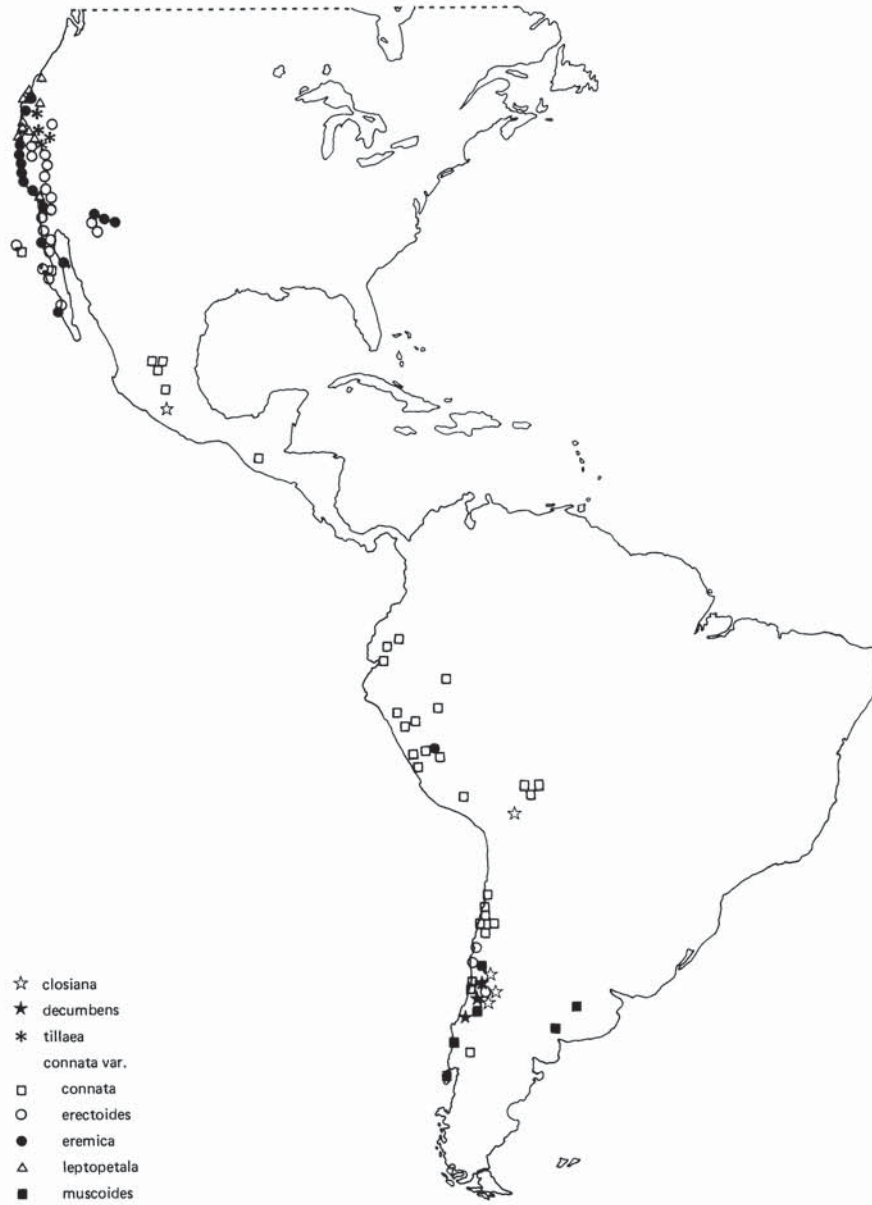 closiana
decumbens
tillaea
connata var.
connata
erectoides
eremica
leptopetala
muscoides